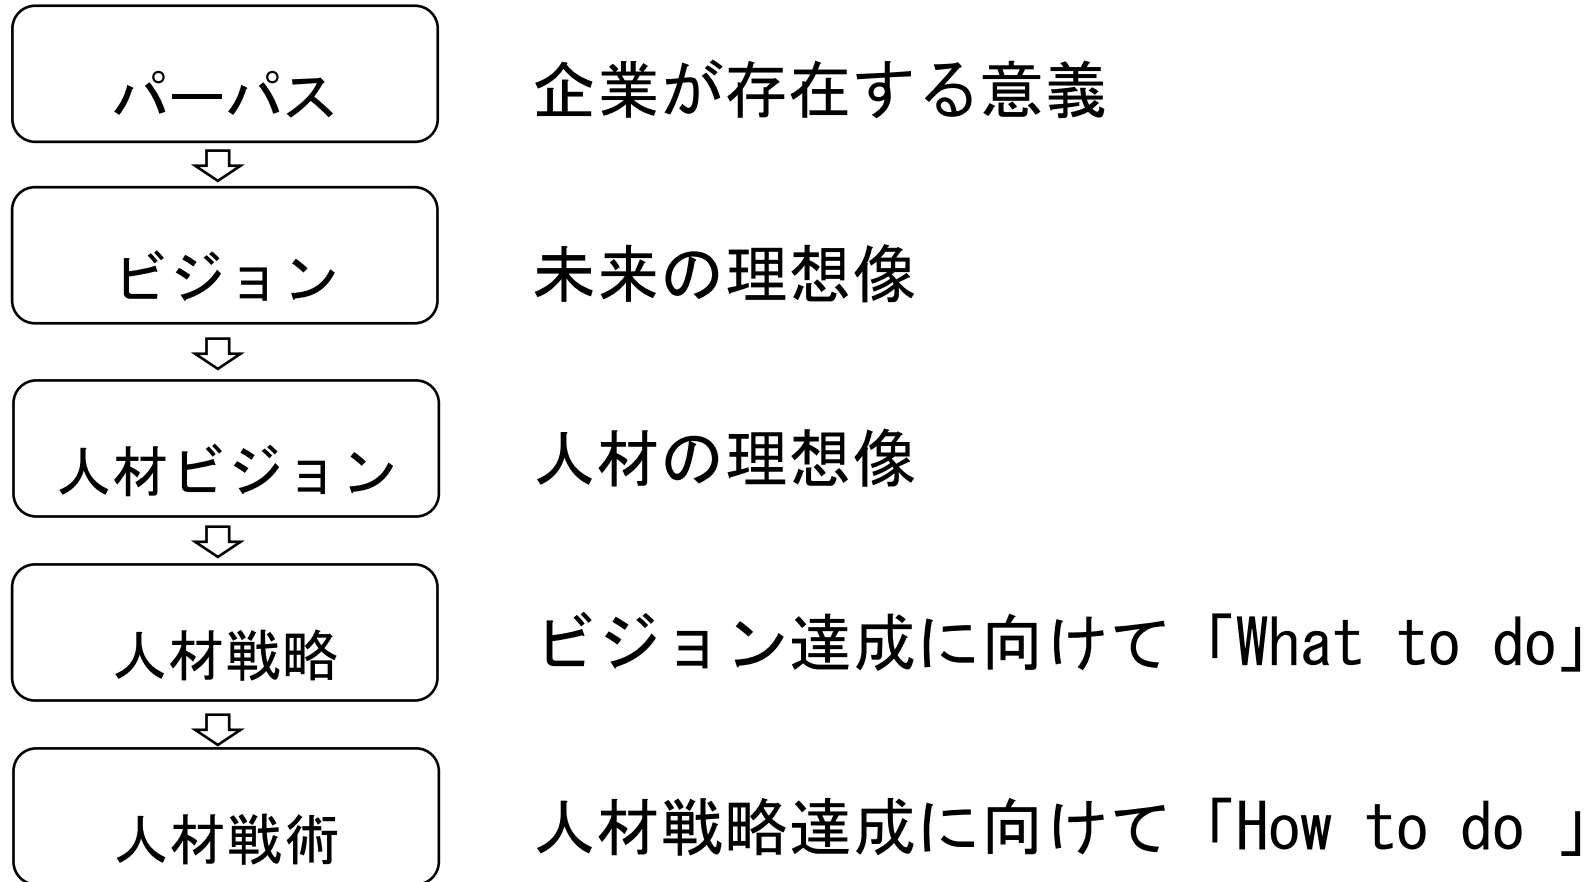 パーパス
企業が存在する意義
ビジョン
未来の理想像
人材ビジョン
人材の理想像
人材戦略
ビジョン達成に向けて「What to do」
人材戦術
人材戦略達成に向けて「How to do 」